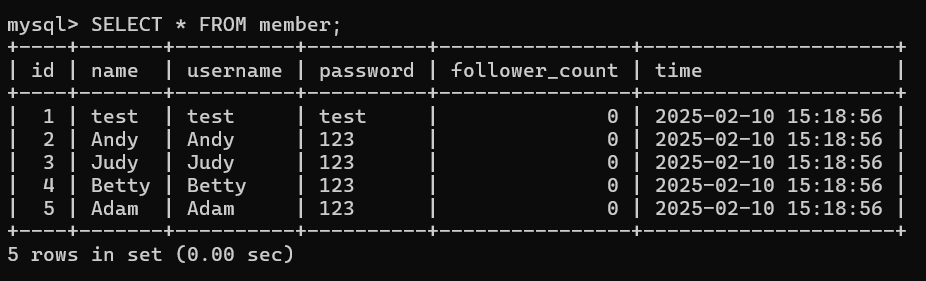 mysql> SELECT * FROM member;
+----+-------+----------+----------+----------------+---------------------+
| id | name  | username | password | follower_count | time                |
+----+-------+----------+----------+----------------+---------------------+
|  1 | test  | test     | test     |              0 | 2025-02-10 15:18:56 |
|  2 | Andy  | Andy     | 123      |              0 | 2025-02-10 15:18:56 |
|  3 | Judy  | Judy     | 123      |              0 | 2025-02-10 15:18:56 |
|  4 | Betty | Betty    | 123      |              0 | 2025-02-10 15:18:56 |
|  5 | Adam  | Adam     | 123      |              0 | 2025-02-10 15:18:56 |
+----+-------+----------+----------+----------------+---------------------+
5 rows in set (0.00 sec)